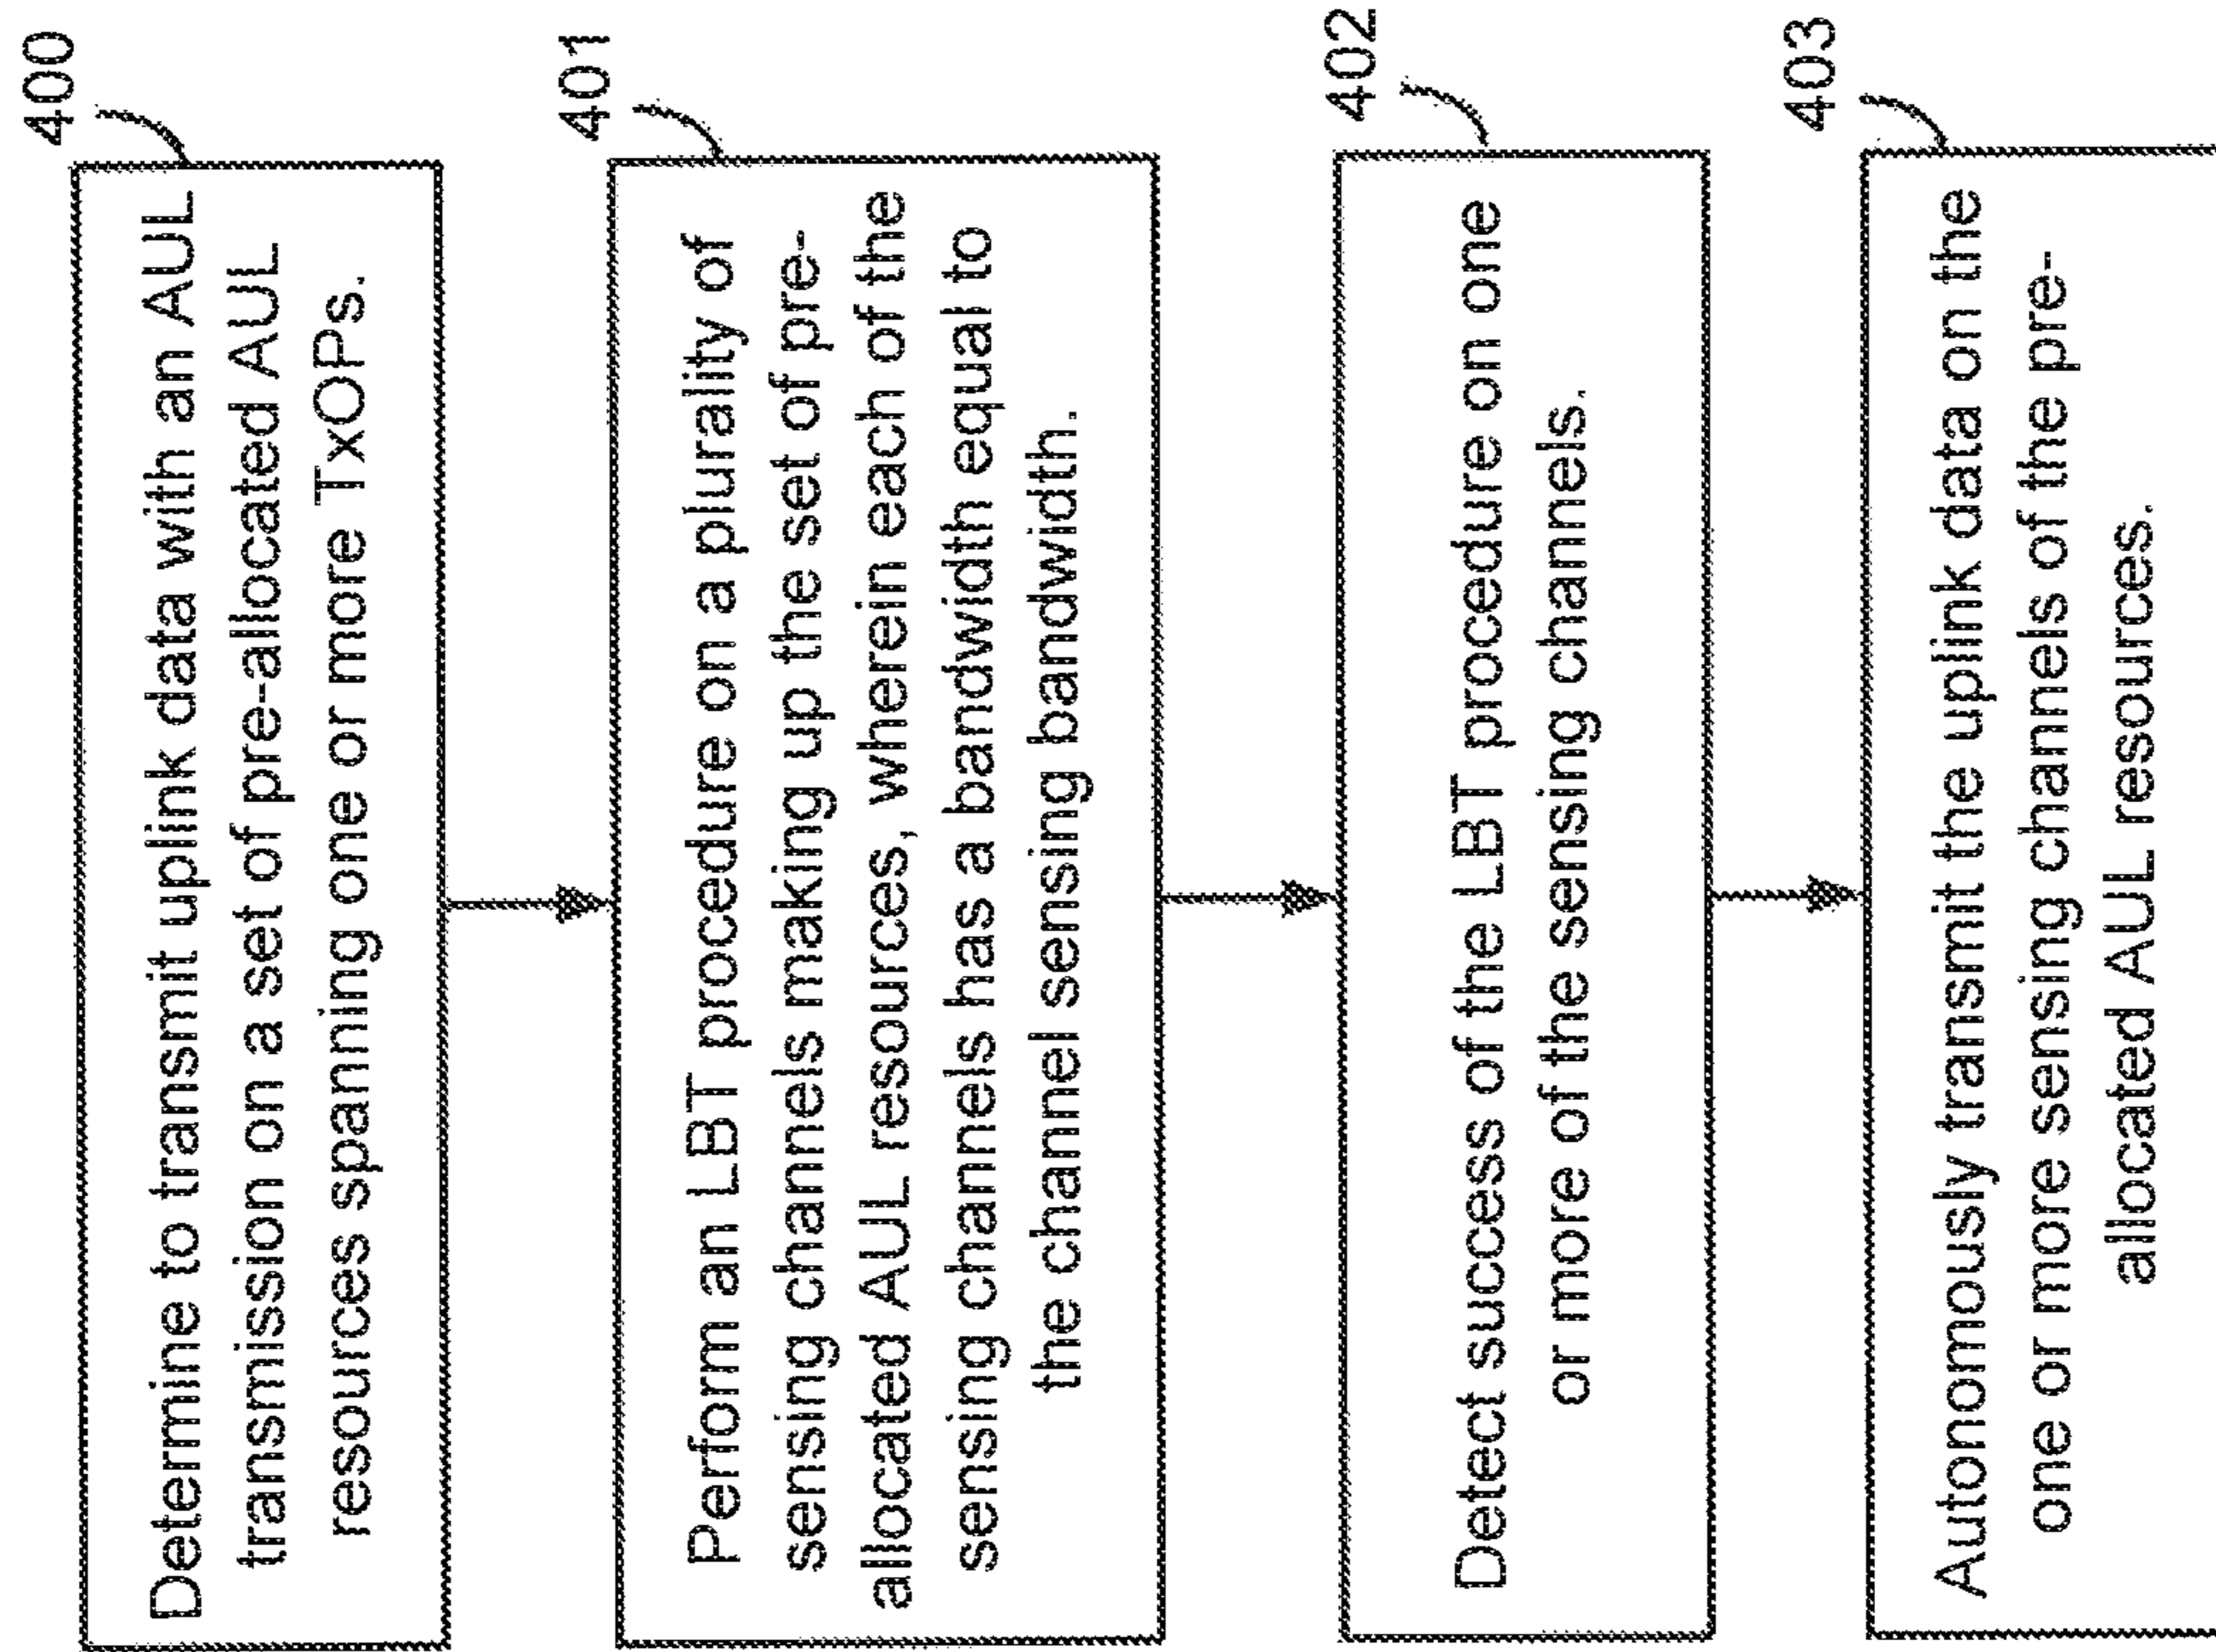 400
Determine to transmit uplink data with an AUL
transmission on a set of pre-allocated AUL
resources spanning one or more TxOPs.
401
Perform an LBT procedure on a plurality of
sensing channels making up the set of pre-
allocated AUL resources, wherein each of the
sensing channels has a bandwidth equal to
the channel sensing bandwidth.
402
Detect success of the LBT procedure on one
or more of the sensing channels.
403
Autonomously transmit the uplink data on the
one or more sensing channels of the pre-
allocated AUL resources.